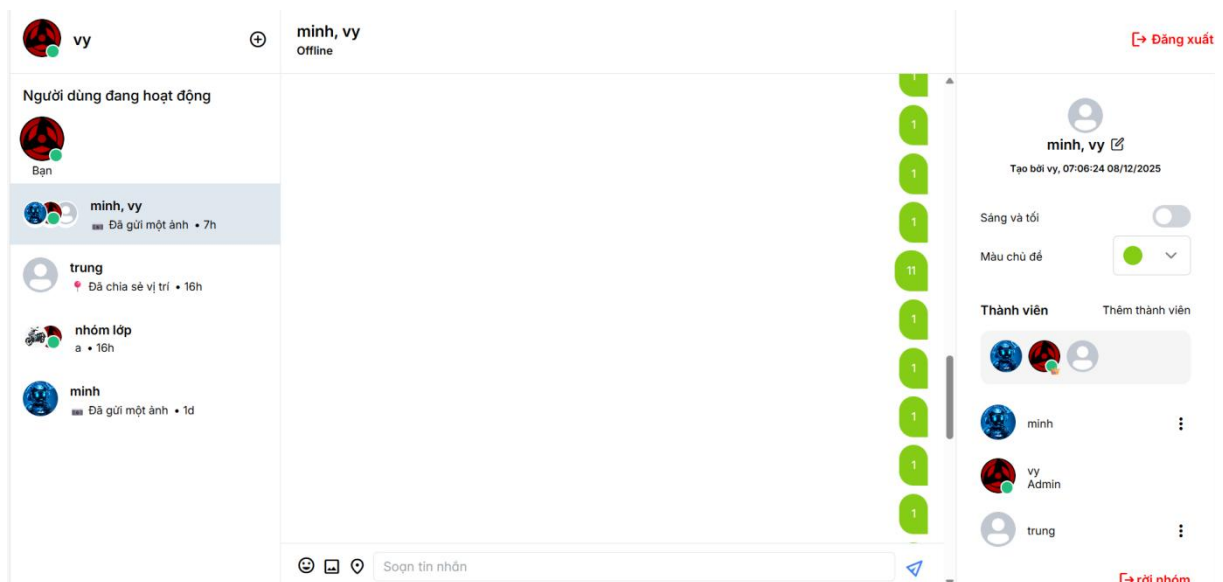 vy
minh, vy
Offline
Đăng xuất
Người dùng đang hoạt động
Bạn
minh, vy
Đã gửi một ảnh • 7h
trung
Đã chia sẻ vị trí • 16h
nhóm lớp
a • 16h
minh
Đã gửi một ảnh • 1d
1
1
1
1
11
1
1
1
1
1
Soạn tin nhắn
minh, vy
Tạo bởi vy, 07:06:24 08/12/2025
Sáng và tối
Màu chủ đề
Thành viên Thêm thành viên
minh
vy
Admin
trung
rời nhóm